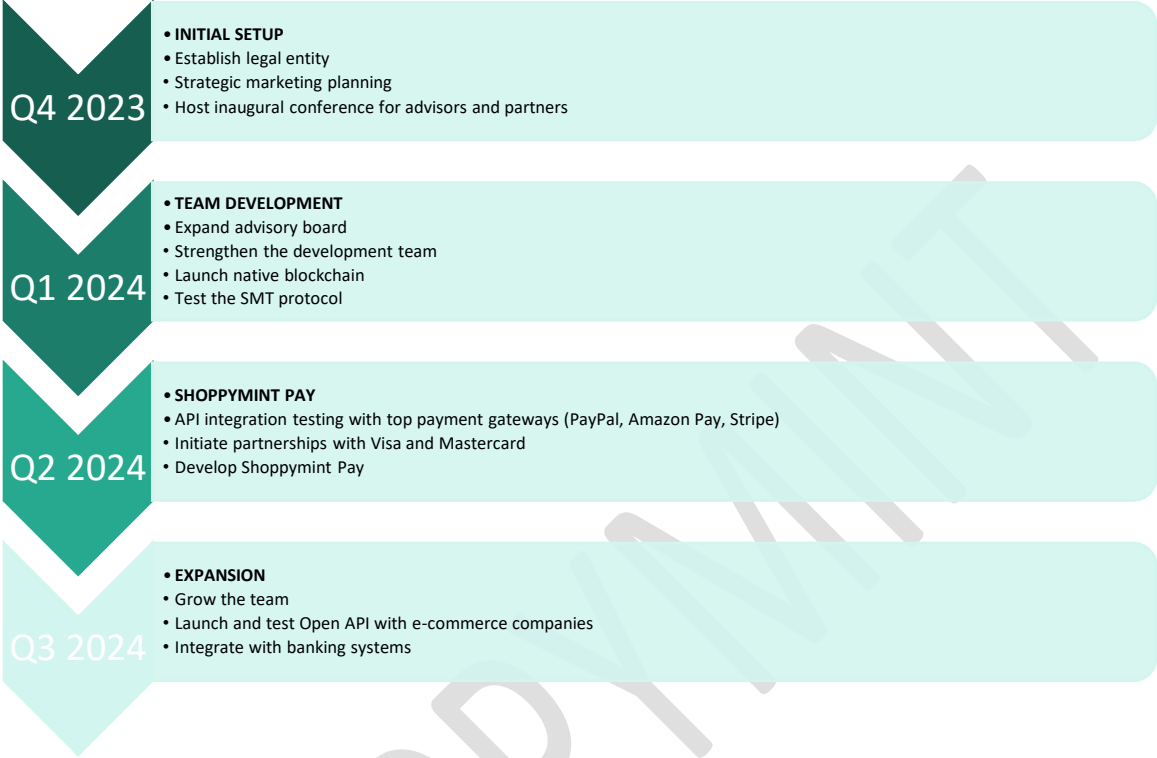 Q4 2023
• INITIAL SETUP
• Establish legal entity
• Strategic marketing planning
• Host inaugural conference for advisors and partners
Q1 2024
• TEAM DEVELOPMENT
• Expand advisory board
• Strengthen the development team
• Launch native blockchain
• Test the SMT protocol
Q2 2024
• SHOPPYMINT PAY
• API integration testing with top payment gateways (PayPal, Amazon Pay, Stripe)
• Initiate partnerships with Visa and Mastercard
• Develop Shoppymint Pay
Q3 2024
• EXPANSION
• Grow the team
• Launch and test Open API with e-commerce companies
• Integrate with banking systems
PPYMINT